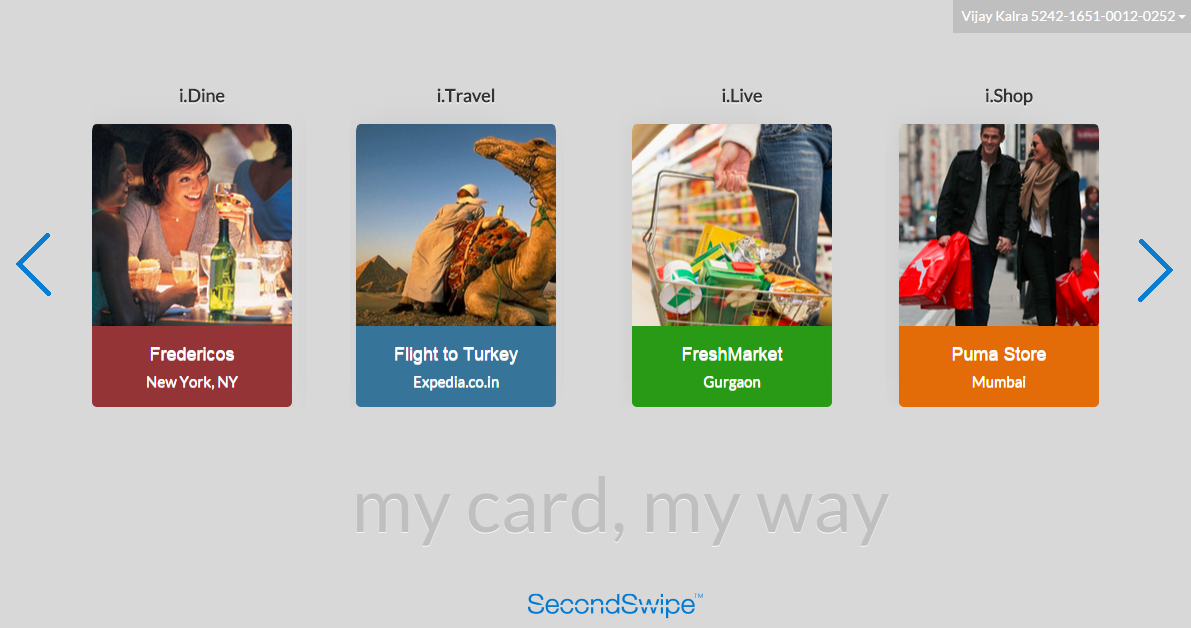 Vijay Kalra 5242-1651-0012-0252
i.Dine
i.Travel
i.Live
i.Shop
Fredericos
New York, NY
Flight to Turkey
Expedia.co.in
FreshMarket
Gurgaon
Puma Store
Mumbai
my card, my way
SecondSwipe™